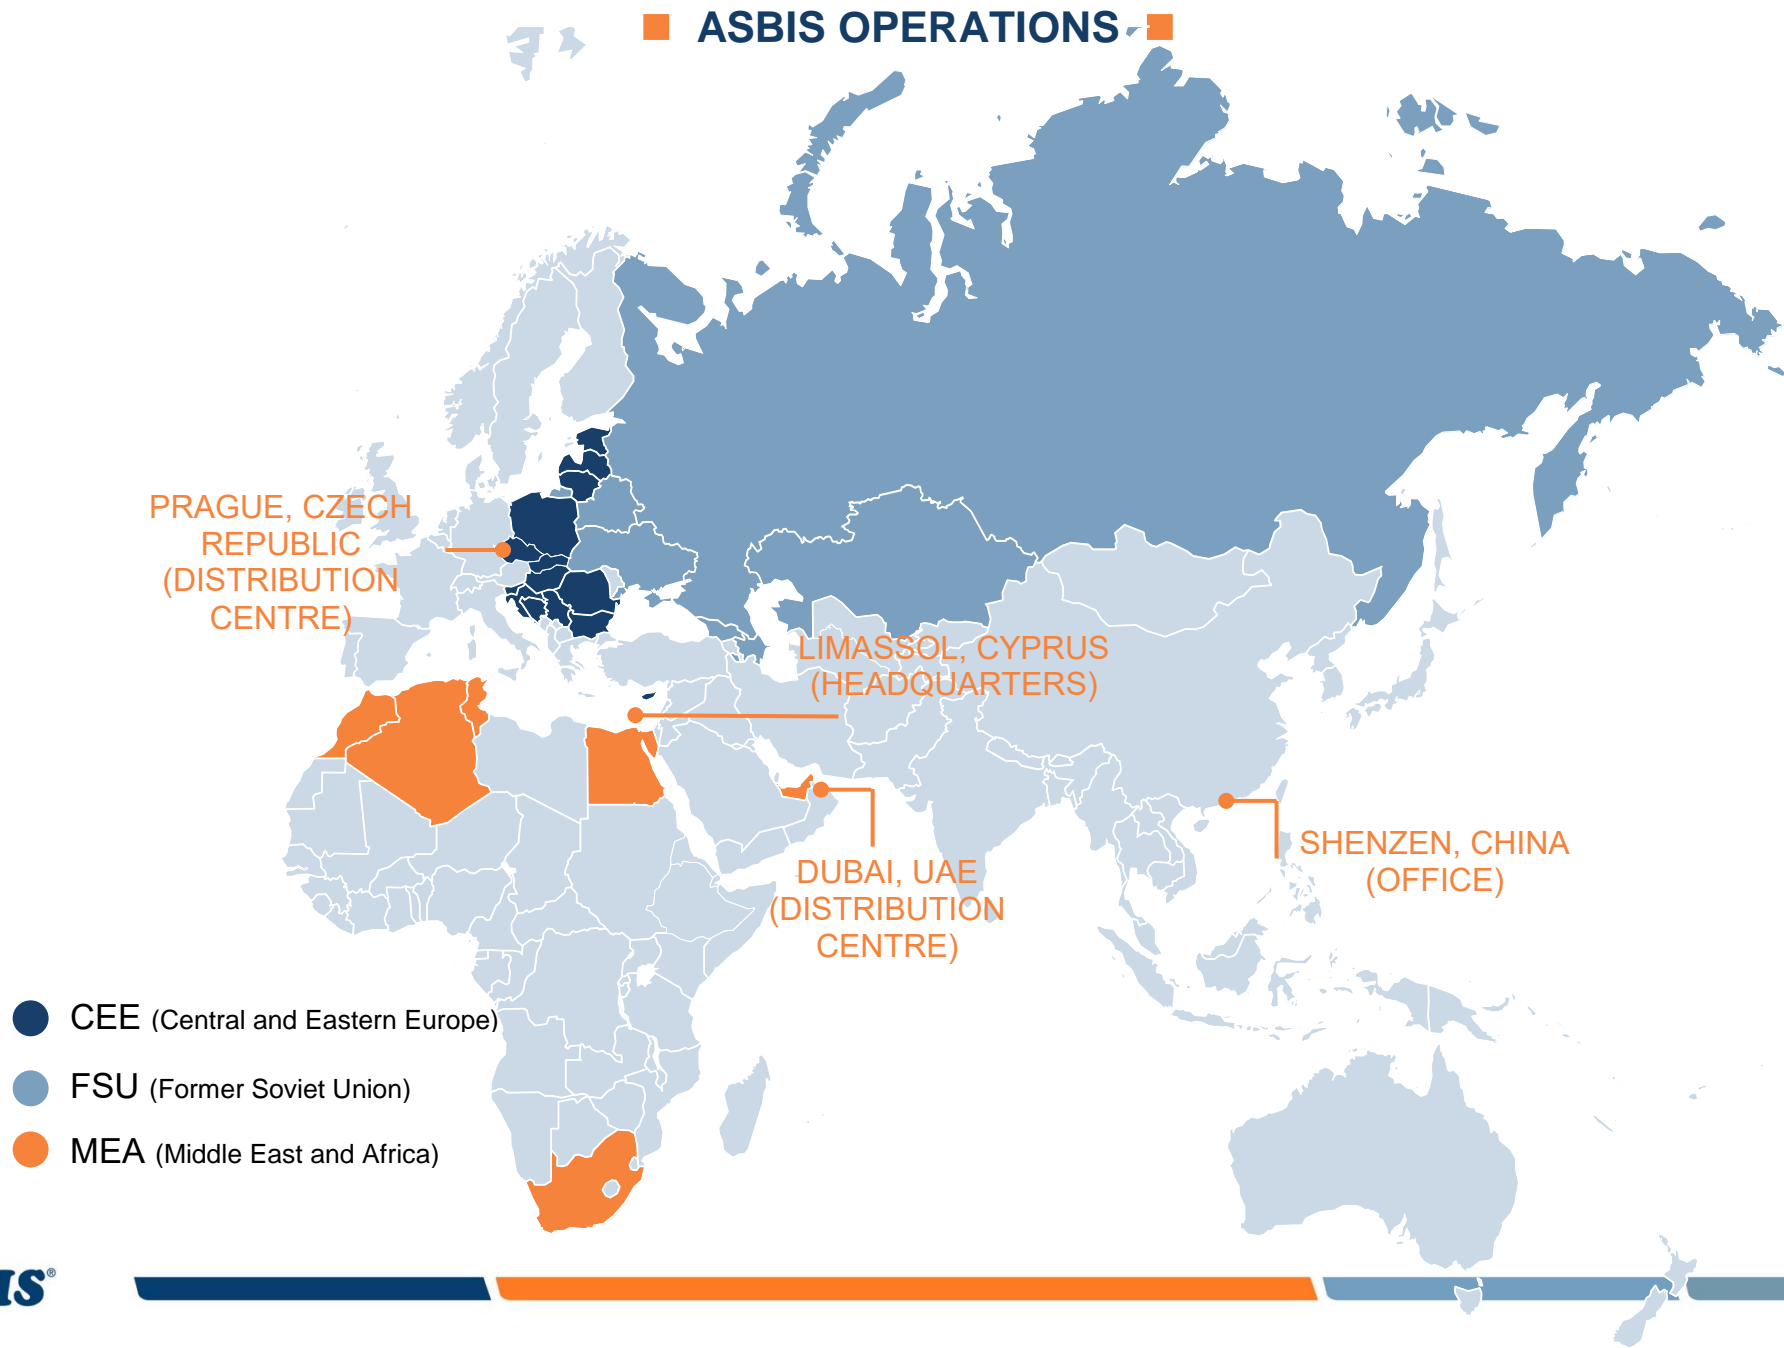 ASBIS OPERATIONS
PRAGUE, CZECH
REPUBLIC
(DISTRIBUTION
CENTRE)
LIMASSOL, CYPRUS
(HEADQUARTERS)
DUBAI, UAE
(DISTRIBUTION
CENTRE)
SHENZEN, CHINA
(OFFICE)
CEE (Central and Eastern Europe)
FSU (Former Soviet Union)
MEA (Middle East and Africa)
IS®